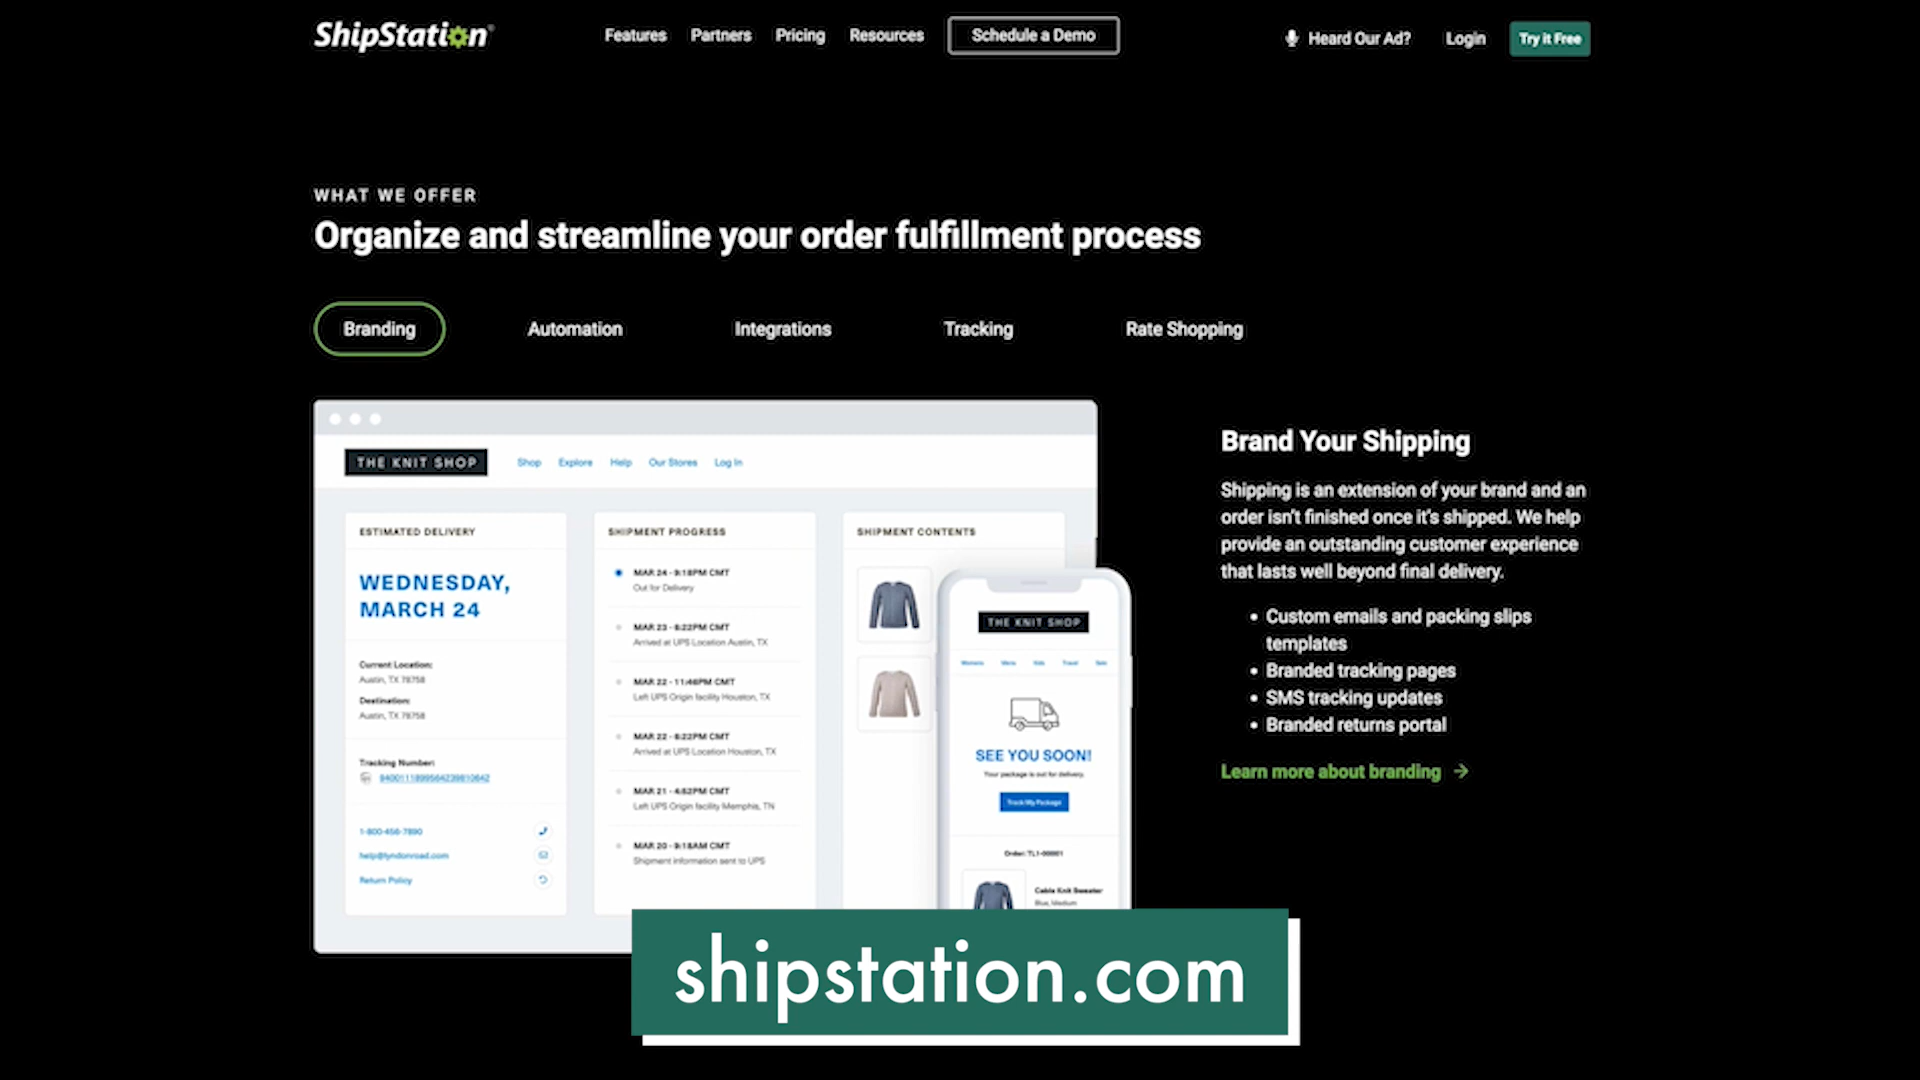 ShipStation®
Features Partners Pricing Resources Schedule a Demo Heard Our Ad? Login Try it Free
WHAT WE OFFER
Organize and streamline your order fulfillment process
Branding Automation Integrations Tracking Rate Shopping
THE KNIT SHOP Shop Explore Help Our Stores Log In
ESTIMATED DELIVERY
WEDNESDAY,
MARCH 24
Current Location:
Austin, TX 78758
Destination:
Austin, TX 78758
Tracking Number:
1-800-456-7890
help@lyndonroad.com
Return Policy
SHIPMENT PROGRESS
MAR 24 - 9:18PM CMT
Out for Delivery
MAR 23 - 8:22PM CMT
Arrived at UPS Location Austin, TX
MAR 22 - 11:46PM CMT
Left UPS Origin facility Houston, TX
MAR 22 - 6:22PM CMT
Arrived at UPS Location Houston, TX
MAR 21 - 4:52PM CMT
Left UPS Origin facility Memphis, TN
MAR 20 - 9:18AM CMT
Shipment information sent to UPS
SHIPMENT CONTENTS
THE KNIT SHOP
Womens Mens Kids Travel Sale
SEE YOU SOON!
Your package is out for delivery.
Track My Package
Order: TL1-00001
Cable Knit Sweater
Blue, Medium
Brand Your Shipping
Shipping is an extension of your brand and an
order isn't finished once it's shipped. We help
provide an outstanding customer experience
that lasts well beyond final delivery.
• Custom emails and packing slips
templates
• Branded tracking pages
• SMS tracking updates
• Branded returns portal
Learn more about branding →
shipstation.com